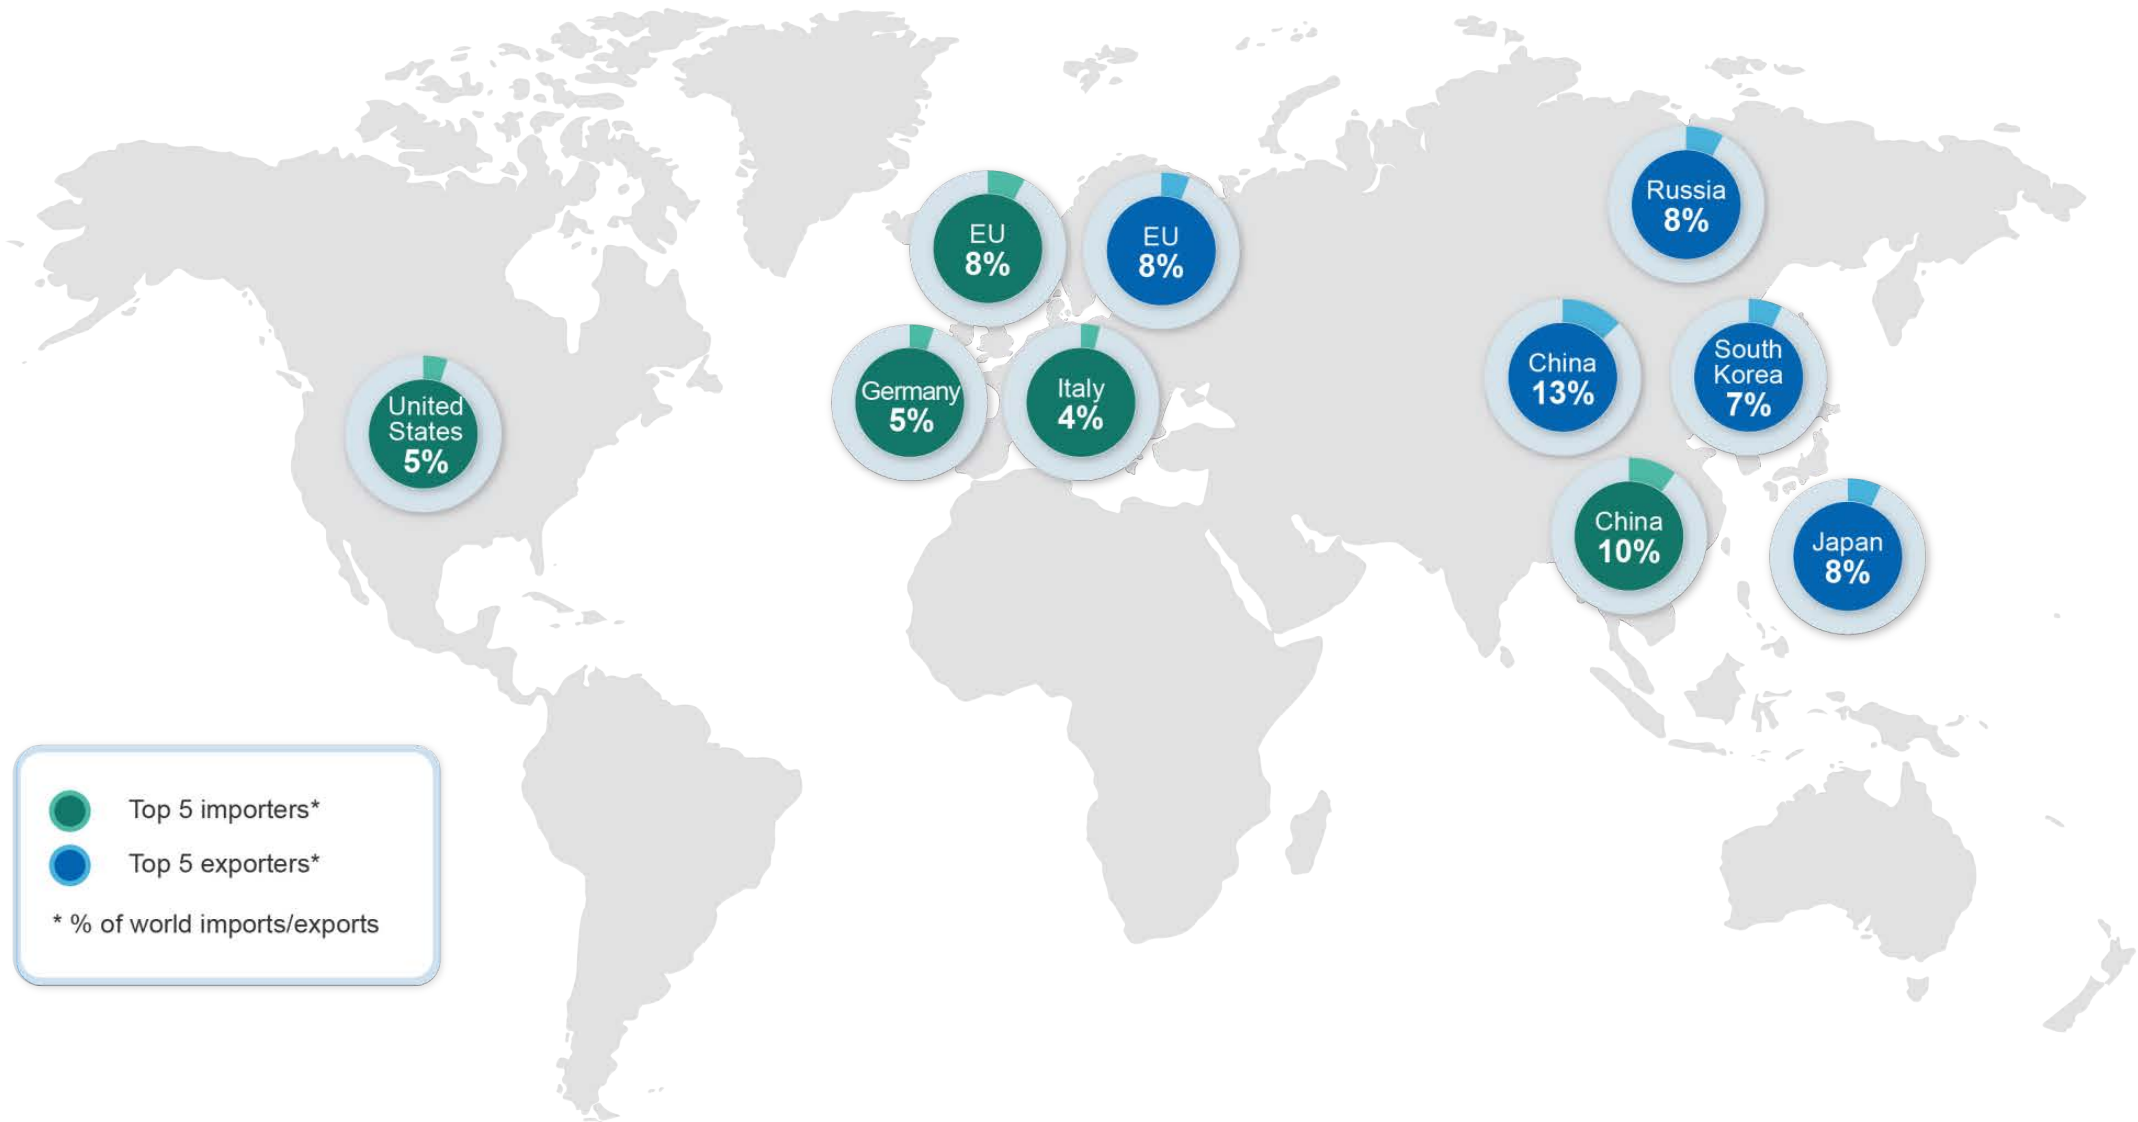 Russia
8%
EU
8%
EU
8%
China
13%
South
Korea
7%
United
States
5%
Germany
5%
Italy
4%
China
10%
Japan
8%
Top 5 importers*
Top 5 exporters*
* % of world imports/exports